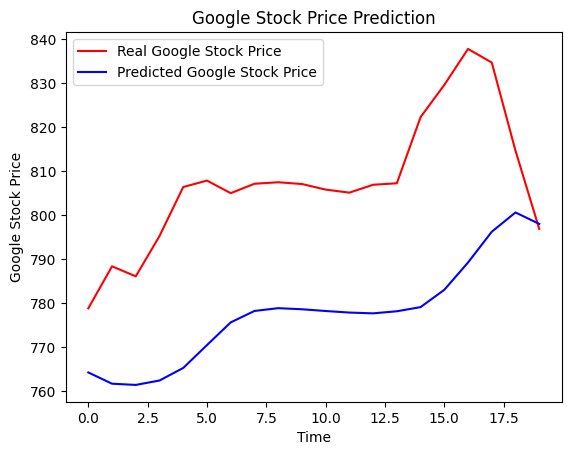 Google Stock Price Prediction
Real Google Stock Price
Predicted Google Stock Price
Google Stock Price
840
830
820
810
800
790
780
770
760
0.0 2.5 5.0 7.5 10.0 12.5 15.0 17.5
Time